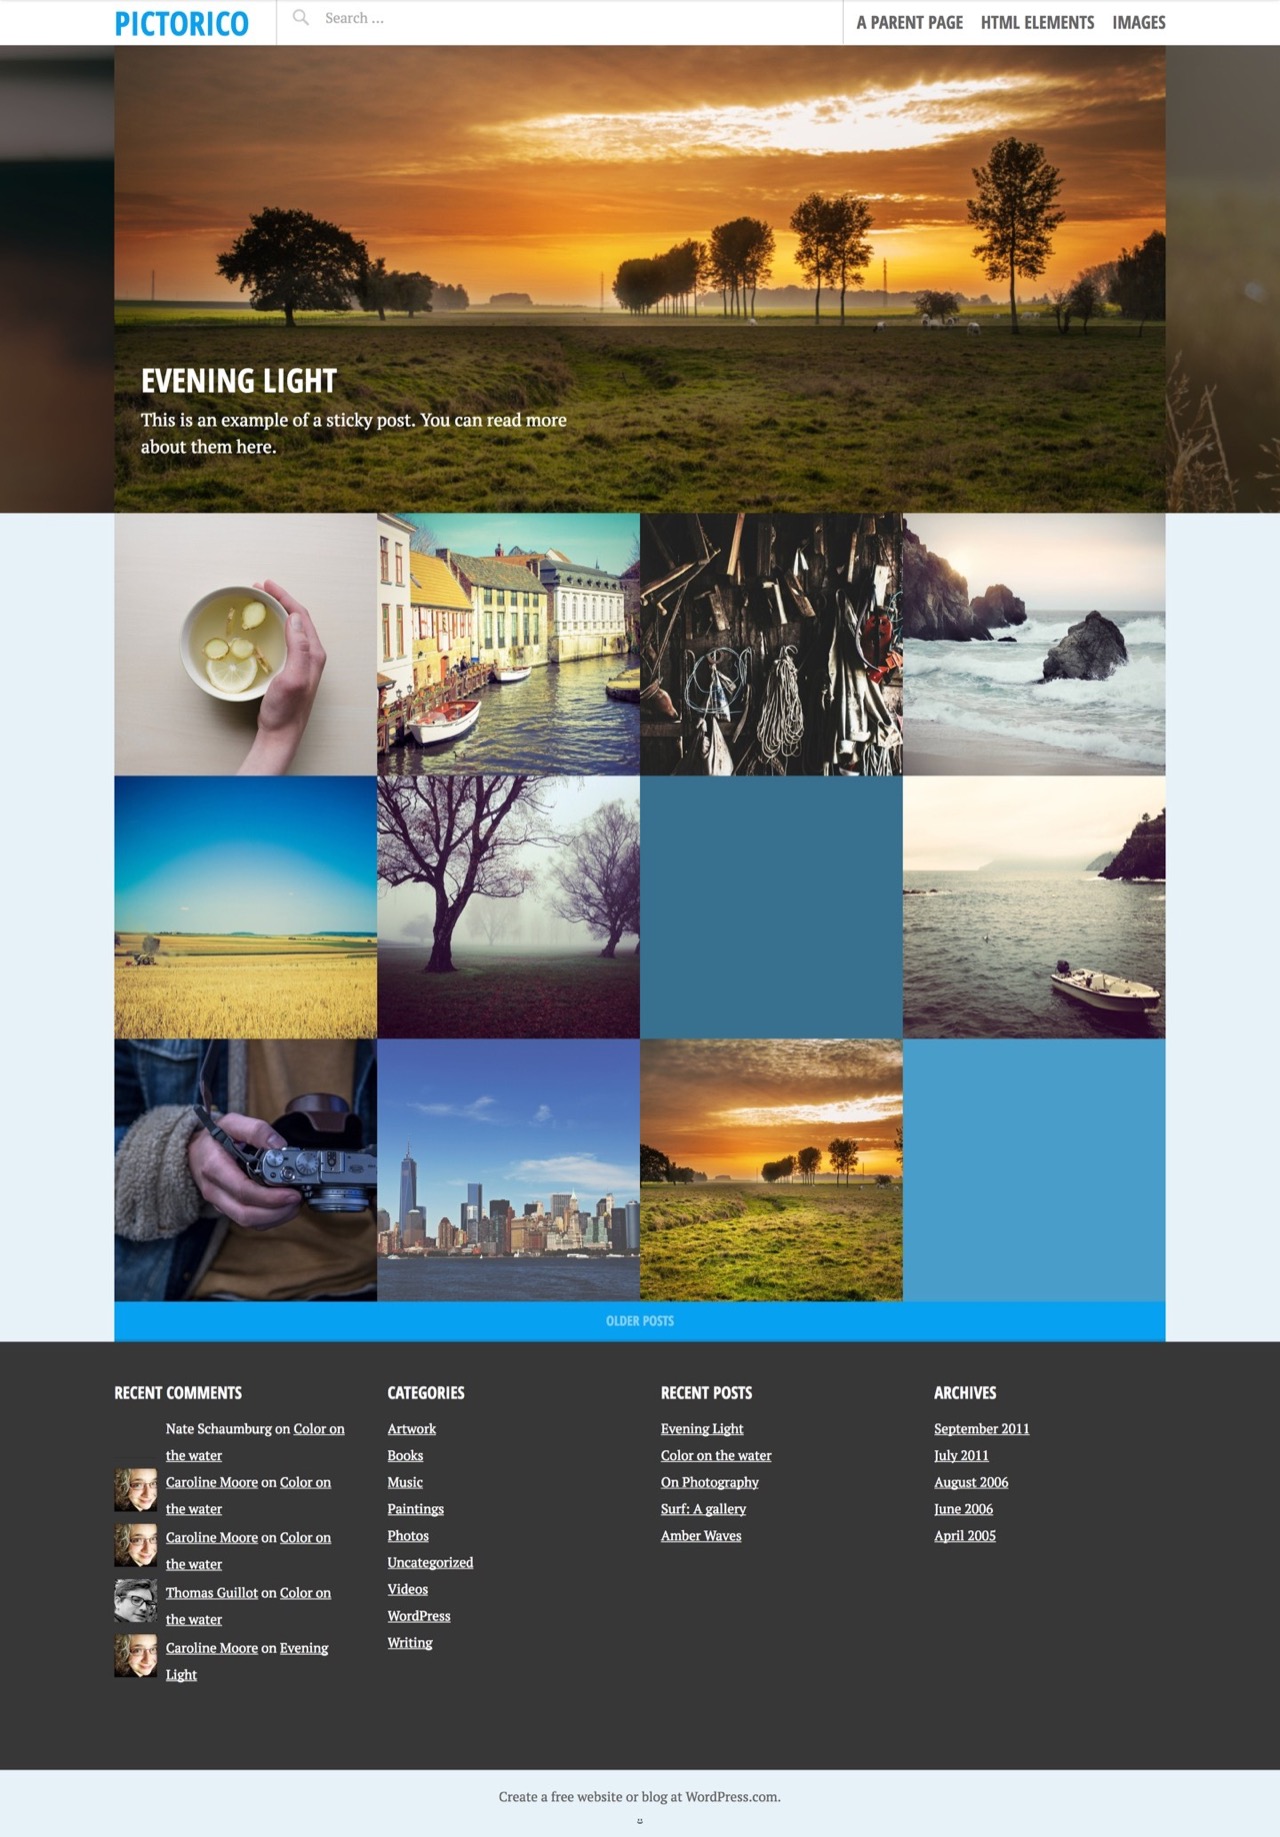 PICTORICO
Search ...
A PARENT PAGE HTML ELEMENTS IMAGES
EVENING LIGHT
This is an example of a sticky post. You can read more
about them here.
OLDER POSTS
RECENT COMMENTS
Nate Schaumburg on Color on
the water
Caroline Moore on Color on
the water
Caroline Moore on Color on
the water
Thomas Guillot on Color on
the water
Caroline Moore on Evening
Light
CATEGORIES
Artwork
Books
Music
Paintings
Photos
Uncategorized
Videos
WordPress
Writing
RECENT POSTS
Evening Light
Color on the water
On Photography
Surf: A gallery
Amber Waves
ARCHIVES
September 2011
July 2011
August 2006
June 2006
April 2005
Create a free website or blog at WordPress.com.